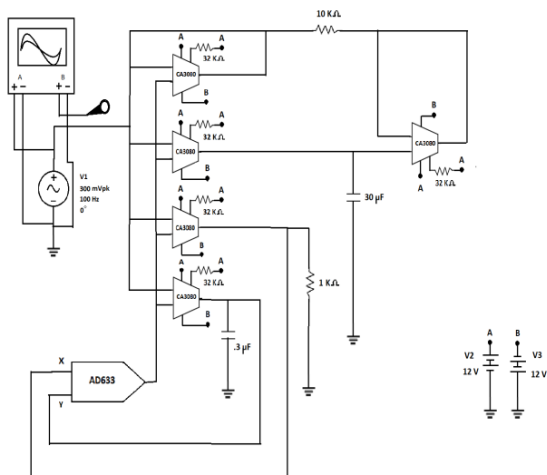 A
B
+ - + -
V1
300 mVpk
100 Hz
0°
A
A
32 KΩ
CA3080
B
A
A
32 KΩ
CA3080
B
A
A
32 KΩ
CA3080
B
A
A
32 KΩ
CA3080
B
10 KΩ
B
CA3080
A
A
32 KΩ
30 µF
1 KΩ
.3 µF
X
Y
AD633
A
B
V2
12 V
V3
12 V